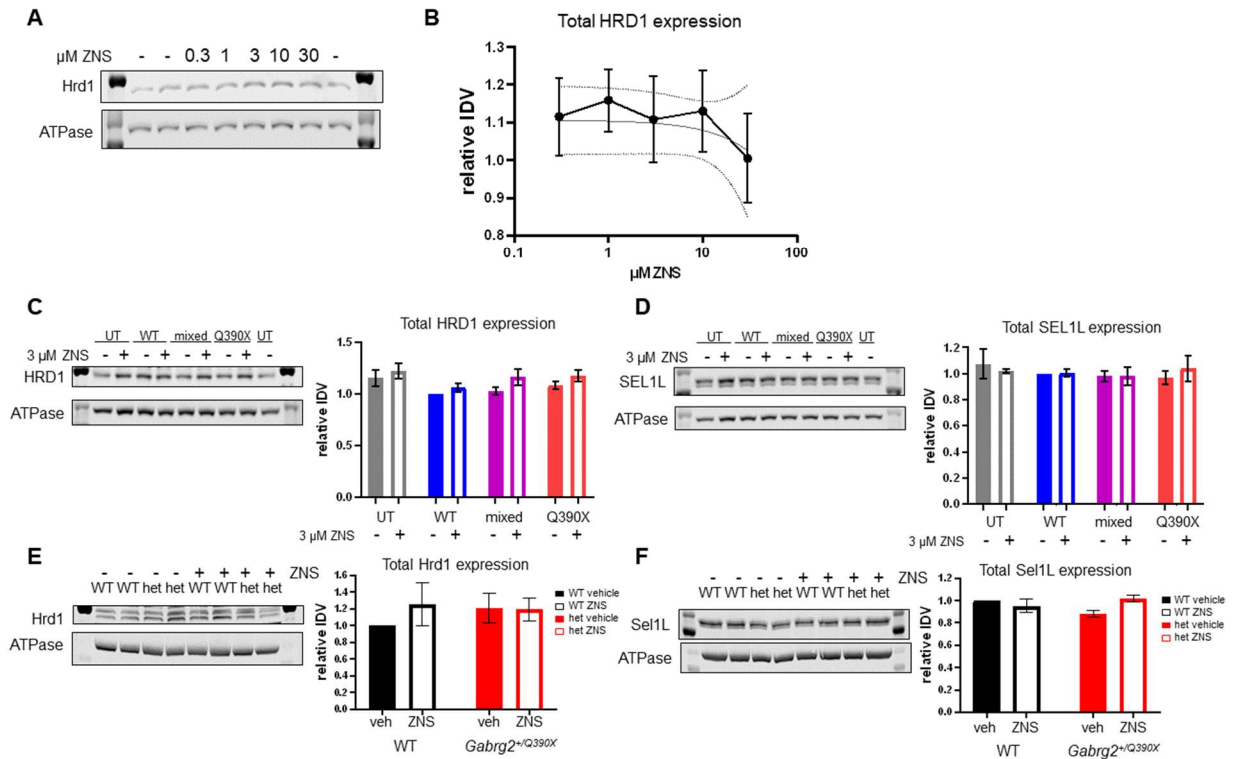 A
µM ZNS - - 0.3 1 3 10 30 -
Hrd1
ATPase
B
Total HRD1 expression
relative IDV
1.3
1.2
1.1
1.0
0.9
0.8
0.1 1 10 100
µM ZNS
C
UT WT mixed Q390X UT
3 µM ZNS - + - + - + - + -
HRD1
ATPase
Total HRD1 expression
relative IDV
1.5
1.0
0.5
0.0
UT WT mixed Q390X
3 µM ZNS - + - + - + - +
D
UT WT mixed Q390X UT
3 µM ZNS - + - + - + - + -
SEL1L
ATPase
Total SEL1L expression
relative IDV
1.2
1.0
0.8
0.6
0.4
0.2
0.0
UT WT mixed Q390X
3 µM ZNS - + - + - + - +
E
- - - - + + + + ZNS
WT WT het het WT WT het het
Hrd1
ATPase
Total Hrd1 expression
relative IDV
1.6
1.4
1.2
1.0
0.8
0.6
0.4
0.2
0.0
veh ZNS veh ZNS
WT Gabrg2+/Q390X
WT vehicle
WT ZNS
het vehicle
het ZNS
F
- - - - + + + + ZNS
WT WT het het WT WT het het
Sel1L
ATPase
Total Sel1L expression
relative IDV
1.2
1.0
0.8
0.6
0.4
0.2
0.0
veh ZNS veh ZNS
WT Gabrg2+/Q390X
WT vehicle
WT ZNS
het vehicle
het ZNS